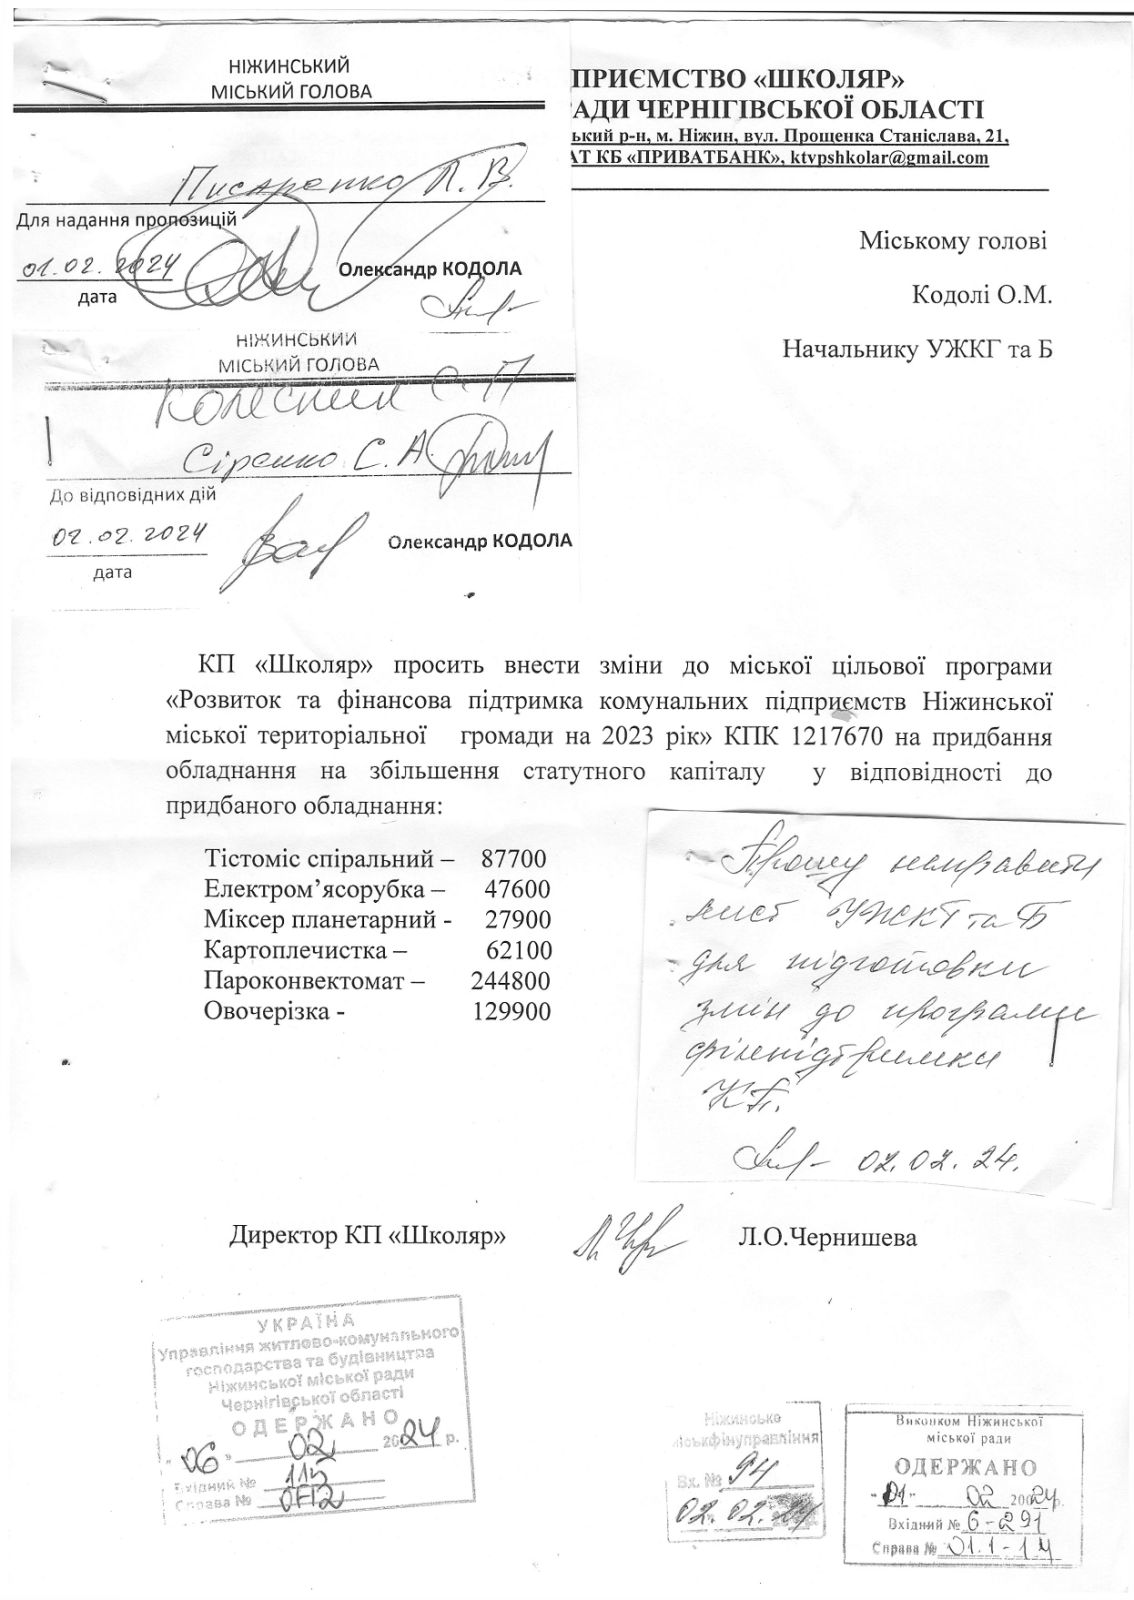 НІЖИНСЬКИЙ
МІСЬКИЙ ГОЛОВА
Писаренко Л.В.
Для надання пропозицій
01.02.2024
Олександр КОДОЛА
дата
НІЖИНСЬКИЙ
МІСЬКИЙ ГОЛОВА
Колесник С.П
Сіренко С.А
До відповідних дій
02.02.2024
Олександр КОДОЛА
дата
ПРИЄМСТВО «ШКОЛЯР»
АДИ ЧЕРНІГІВСЬКОЇ ОБЛАСТІ
ький р-н, м. Ніжин, вул. Прощенка Станіслава, 21,
АТ КБ «ПРИВАТБАНК», ktvpshkolar@gmail.com
Міському голові
Кодолі О.М.
Начальнику УЖКГ та Б
КП «Школяр» просить внести зміни до міської цільової програми
«Розвиток та фінансова підтримка комунальних підприємств Ніжинської
міської територіальної громади на 2023 рік» КПК 1217670 на придбання
обладнання на збільшення статутного капіталу у відповідності до
придбаного обладнання:
Тістоміс спіральний – 87700
Електром’ясорубка – 47600
Міксер планетарний - 27900
Картоплечистка – 62100
Пароконвектомат – 244800
Овочерізка - 129900
Прошу направити
лист УЖКГ та Б
для підготовки
змін до програми
фінпідтримки
КП.
02.02.24.
Директор КП «Школяр»
Л.О.Чернишева
УКРАЇНА
Управління житлово-комунального
господарства та будівництва
Ніжинської міської ради
Чернігівської області
ОДЕРЖАНО
"06" 02 2024 р.
Вхідний № 115
Справа №
Ніжинське
міськфінуправління
Вх. № 94
02.02.24
Виконком Ніжинської
міської ради
ОДЕРЖАНО
"01" 02 2024 р.
Вхідний № 6-291
Справа № 01.1-14